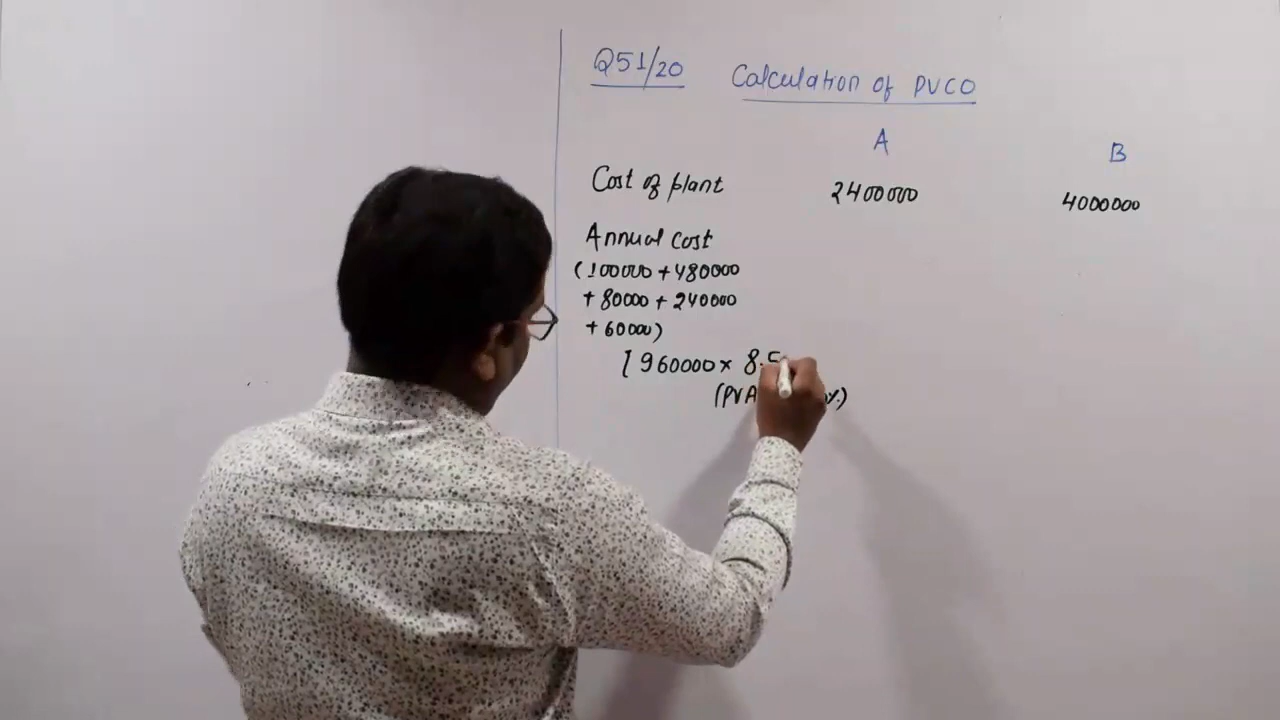 Q51/20 Calculation of PVCO
A B
Cost of plant 2400000 4000000
Annual Cost
(100000 + 480000
+ 80000 + 240000
+ 60000)
[960000 × 8.5
(PVA %)